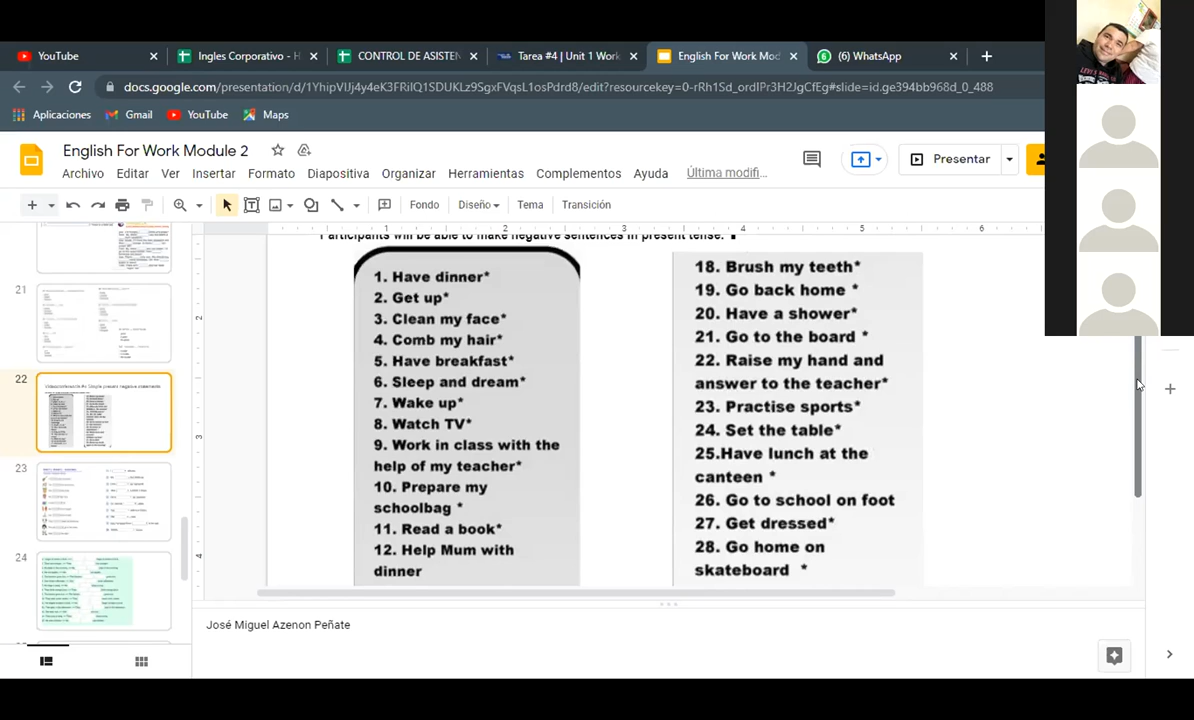 YouTube
Ingles Corporativo - H
CONTROL DE ASISTEN
Tarea #4 | Unit 1 Work
English For Work Mod
(6) WhatsApp
docs.google.com/presentation/d/1YhipVIJj4y4eK3FRilQ1SDUKLz9SgxFVqsL1osPdrd8/edit?resourcekey=0-rRh1Sd_ordIPr3H2JgCfEg#slide=id.ge394bb968d_0_488
Aplicaciones
Gmail
YouTube
Maps
English For Work Module 2
Archivo Editar Ver Insertar Formato Diapositiva Organizar Herramientas Complementos Ayuda Última modifi...
Presentar
Fondo Diseño Tema Transición
1 2 3 4 5 6
Participants will be able to make negative sentences in present tense.
1. Have dinner*
2. Get up*
3. Clean my face*
4. Comb my hair*
5. Have breakfast*
6. Sleep and dream*
7. Wake up*
8. Watch TV*
9. Work in class with the
help of my teacher*
10. Prepare my
schoolbag *
11. Read a book*
12. Help Mum with
dinner
18. Brush my teeth*
19. Go back home *
20. Have a shower*
21. Go to the board *
22. Raise my hand and
answer to the teacher*
23. Practise sports*
24. Set the table*
25.Have lunch at the
canteen *
26. Go to school on foot
27. Get dressed*
28. Go home on
skateboard *
21
22
23
24
2
3
4
José Miguel Azenon Peñate